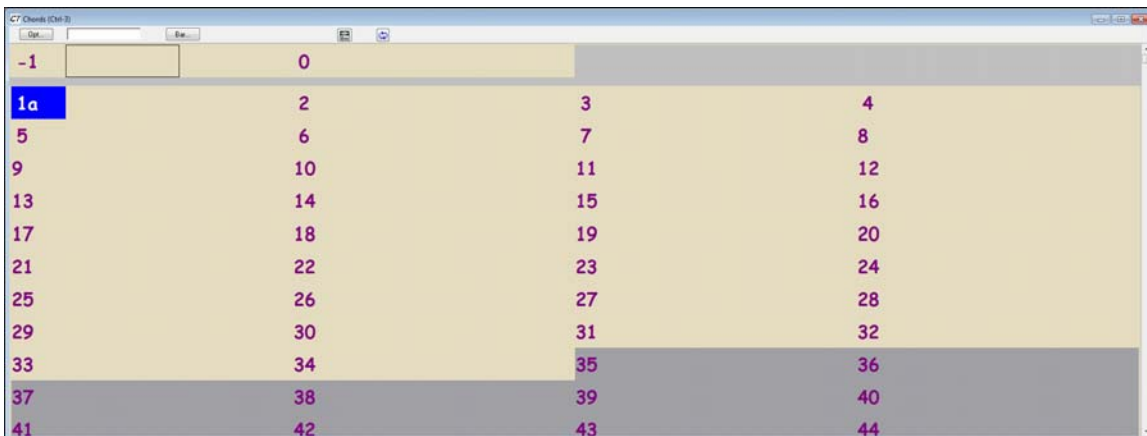 CT Chords (Ctrl-3)
Opt... Bar...
-1 0
1a 2 3 4
5 6 7 8
9 10 11 12
13 14 15 16
17 18 19 20
21 22 23 24
25 26 27 28
29 30 31 32
33 34 35 36
37 38 39 40
41 42 43 44